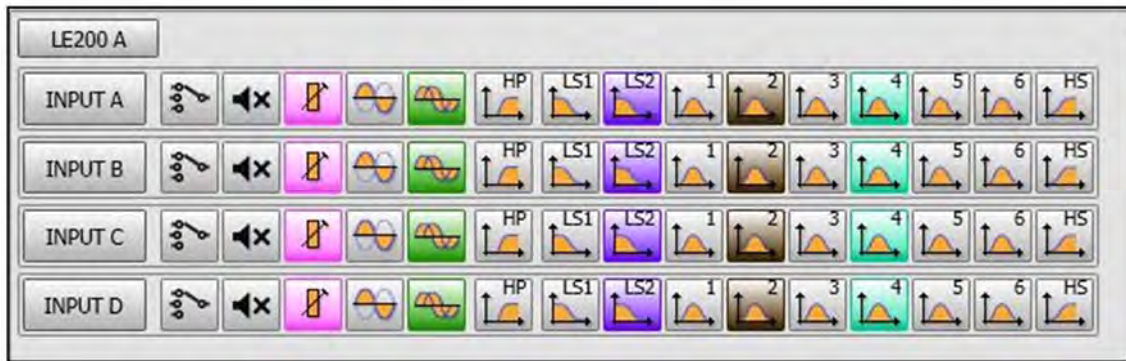 LE200 A
INPUT A HP LS1 LS2 1 2 3 4 5 6 HS
INPUT B HP LS1 LS2 1 2 3 4 5 6 HS
INPUT C HP LS1 LS2 1 2 3 4 5 6 HS
INPUT D HP LS1 LS2 1 2 3 4 5 6 HS